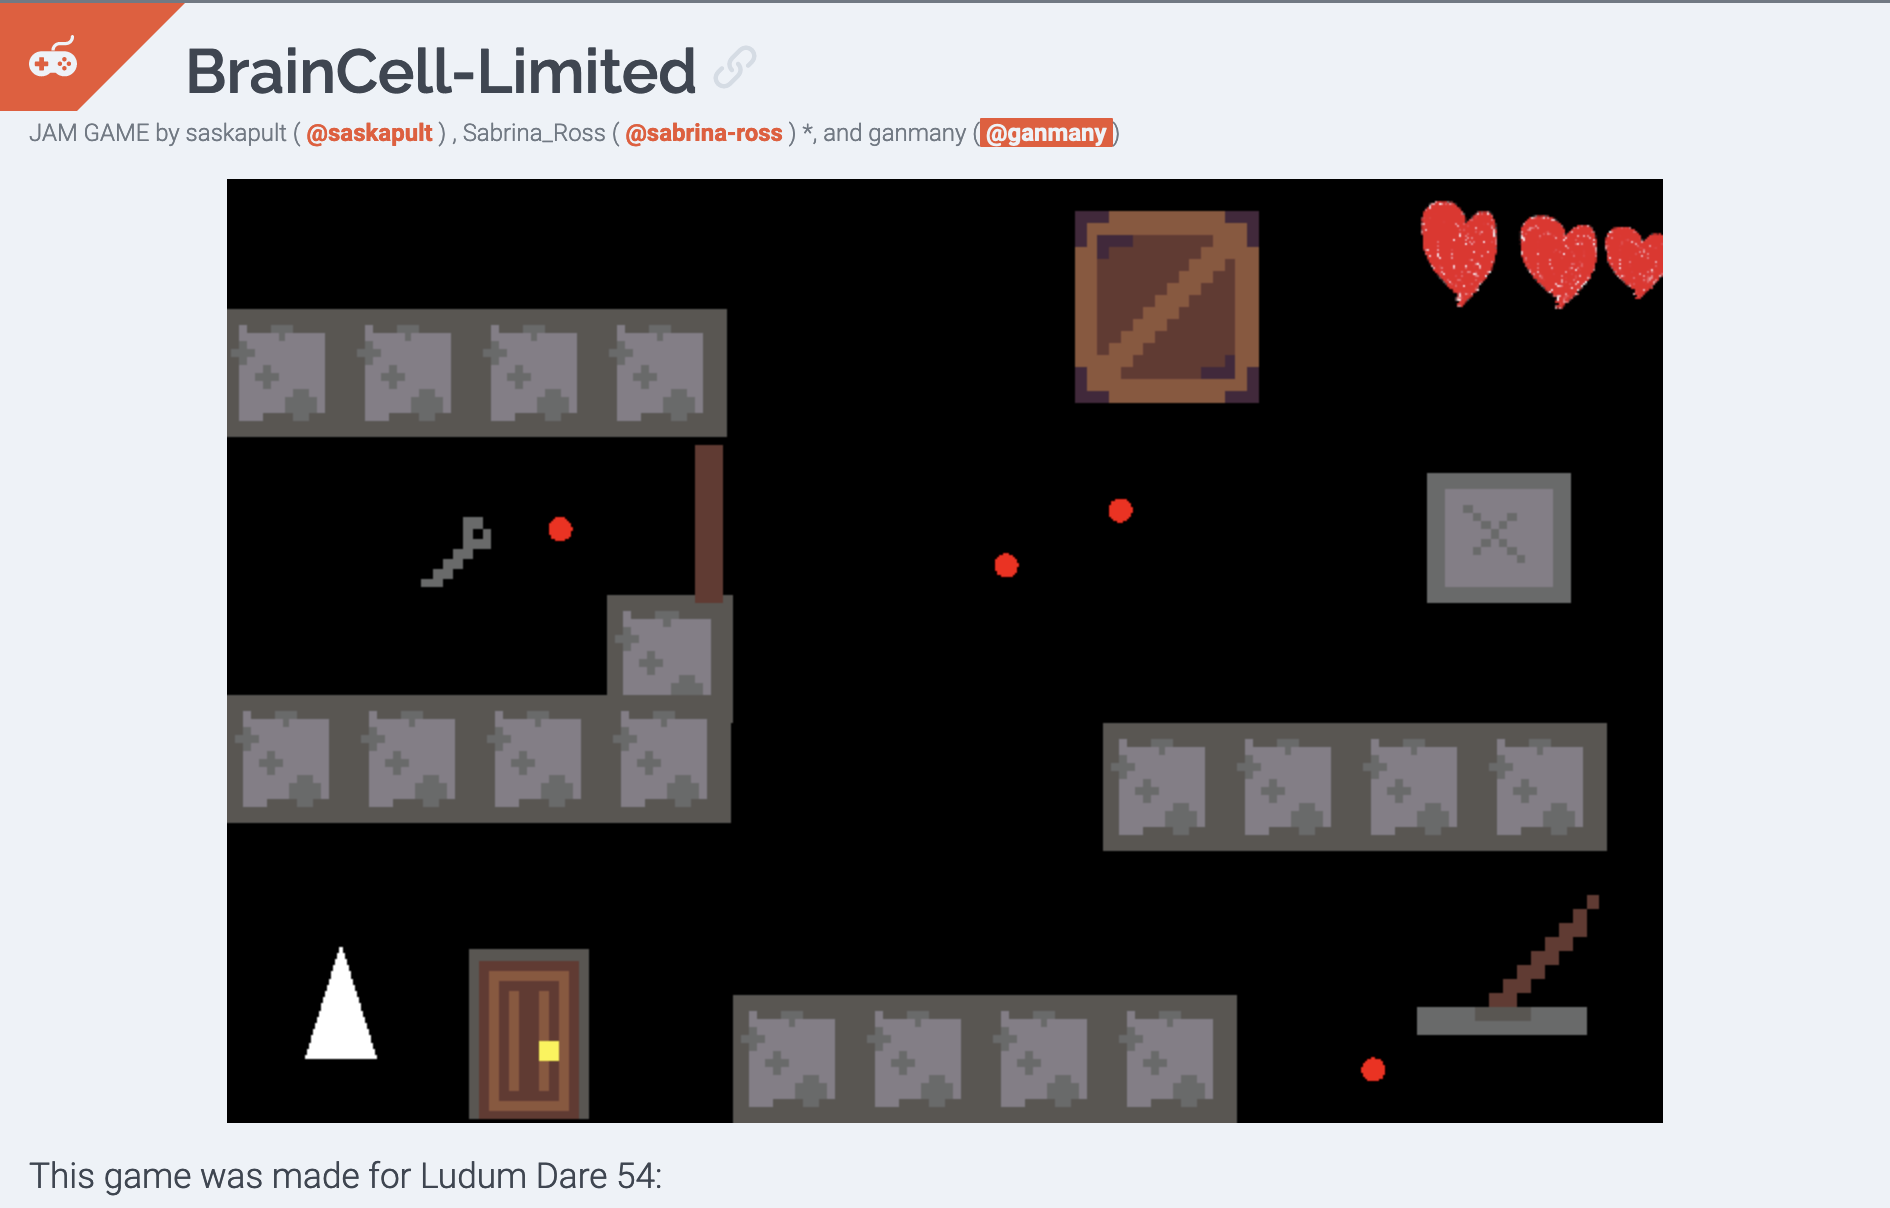 BrainCell-Limited
JAM GAME by saskapult ( @saskapult ) , Sabrina_Ross ( @sabrina-ross ) *, and ganmany ( @ganmany )
This game was made for Ludum Dare 54: